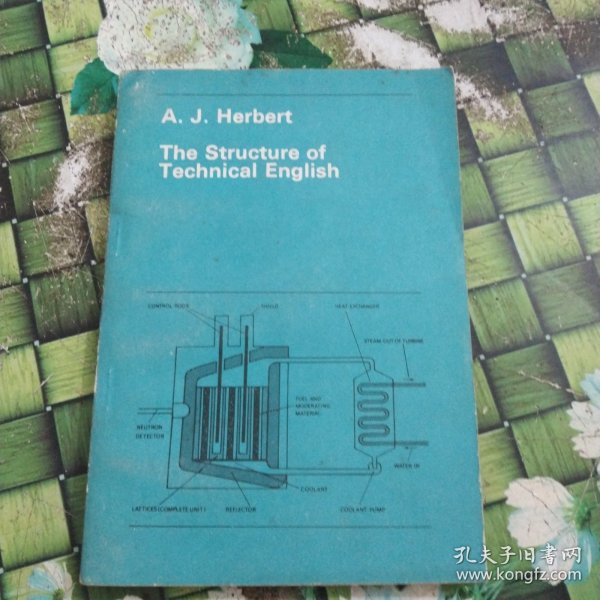 A. J. Herbert
The Structure of
Technical English
CONTROL RODS
SHIELD
HEAT EXCHANGER
STEAM OUT OF TURBINE
FUEL AND
MODERATING
MATERIAL
NEUTRON
DETECTOR
WATER IN
COOLANT
LATTICES (COMPLETE UNIT)
REFLECTOR
COOLANT PUMP
孔夫子旧书网
www.kongfz.com